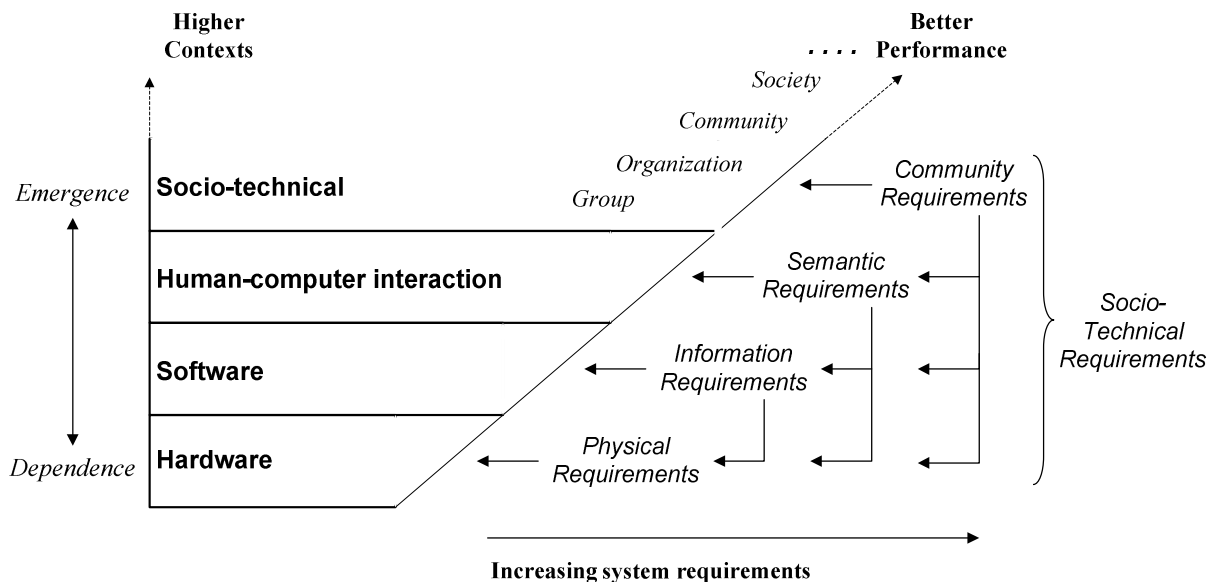 Higher
Contexts
Better
Performance
. . . .
Society
Community
Organization
Group
Emergence
Socio-technical
Community
Requirements
Human-computer interaction
Semantic
Requirements
Socio-
Technical
Requirements
Software
Information
Requirements
Dependence
Hardware
Physical
Requirements
Increasing system requirements